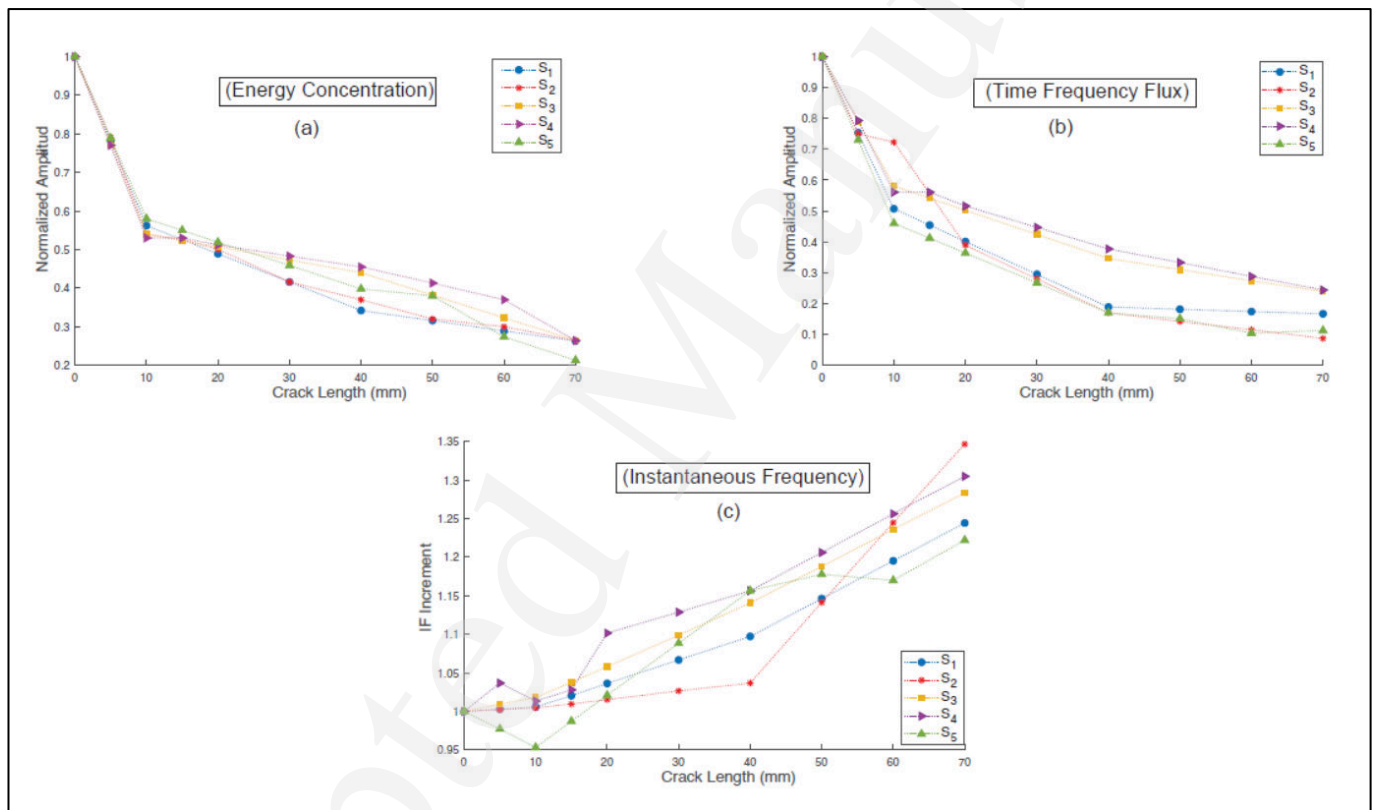 (Energy Concentration)
(a)
S1
S2
S3
S4
S5
Normalized Amplitud
1
0.9
0.8
0.7
0.6
0.5
0.4
0.3
0.2
0 10 20 30 40 50 60 70
Crack Length (mm)
(Time Frequency Flux)
(b)
S1
S2
S3
S4
S5
Normalized Amplitud
1
0.9
0.8
0.7
0.6
0.5
0.4
0.3
0.2
0.1
0
0 10 20 30 40 50 60 70
Crack Length (mm)
(Instantaneous Frequency)
(c)
S1
S2
S3
S4
S5
IF Increment
1.35
1.3
1.25
1.2
1.15
1.1
1.05
1
0.95
0 10 20 30 40 50 60 70
Crack Length (mm)
pted Manu